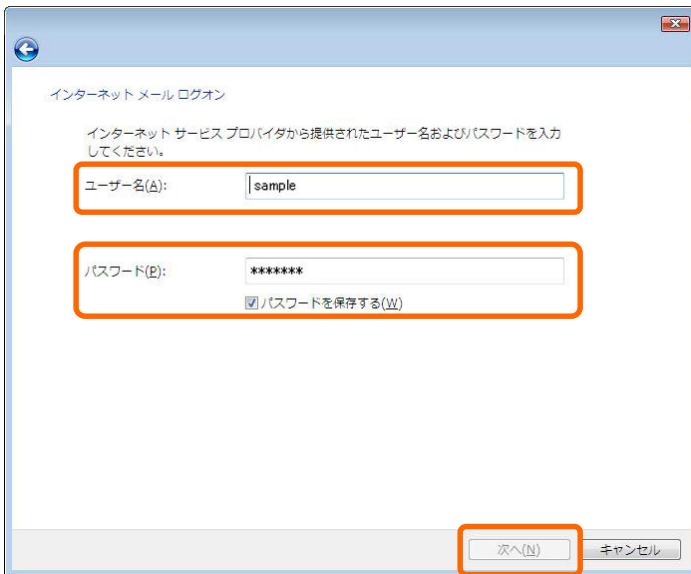 インターネット メール ログオン
インターネット サービス プロバイダから提供されたユーザー名およびパスワードを入力
してください。
ユーザー名(A): sample
パスワード(P): *******
パスワードを保存する(W)
次へ(N) キャンセル